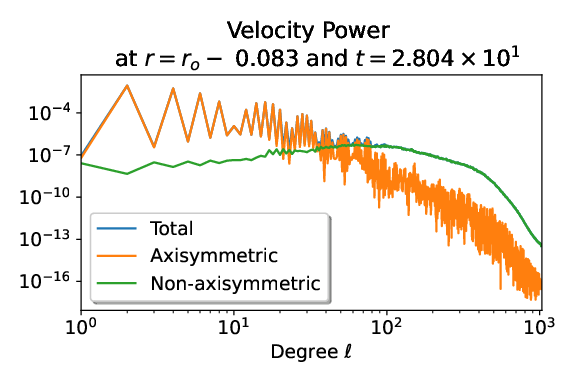 Velocity Power
at r = r_o − 0.083 and t = 2.804 × 10^1
10^−4
10^−7
10^−10
10^−13
10^−16
Total
Axisymmetric
Non-axisymmetric
10^0 10^1 10^2 10^3
Degree ℓ